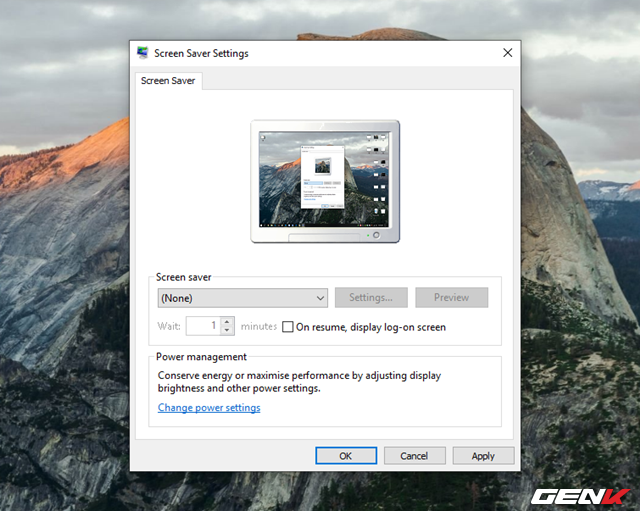 Screen Saver Settings
Screen Saver
Screen saver
(None)
Settings...
Preview
Wait:
1
minutes
On resume, display log-on screen
Power management
Conserve energy or maximise performance by adjusting display
brightness and other power settings.
Change power settings
OK
Cancel
Apply
GENK